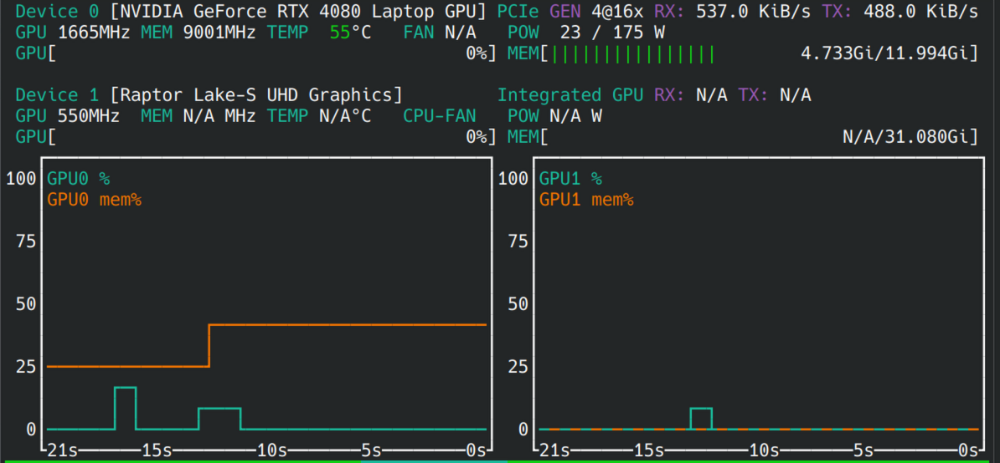 Device 0 [NVIDIA GeForce RTX 4080 Laptop GPU] PCIe GEN 4@16x RX: 537.0 KiB/s TX: 488.0 KiB/s
GPU 1665MHz MEM 9001MHz TEMP 55°C FAN N/A POW 23 / 175 W
GPU[ 0%] MEM[||||||||||||||||                4.733Gi/11.994Gi]
Device 1 [Raptor Lake-S UHD Graphics] Integrated GPU RX: N/A TX: N/A
GPU 550MHz MEM N/A MHz TEMP N/A°C CPU-FAN POW N/A W
GPU[ 0%] MEM[ N/A/31.080Gi]
100 GPU0 %
GPU0 mem%
75
50
25
0
21s 15s 10s 5s 0s
100 GPU1 %
GPU1 mem%
75
50
25
0
21s 15s 10s 5s 0s